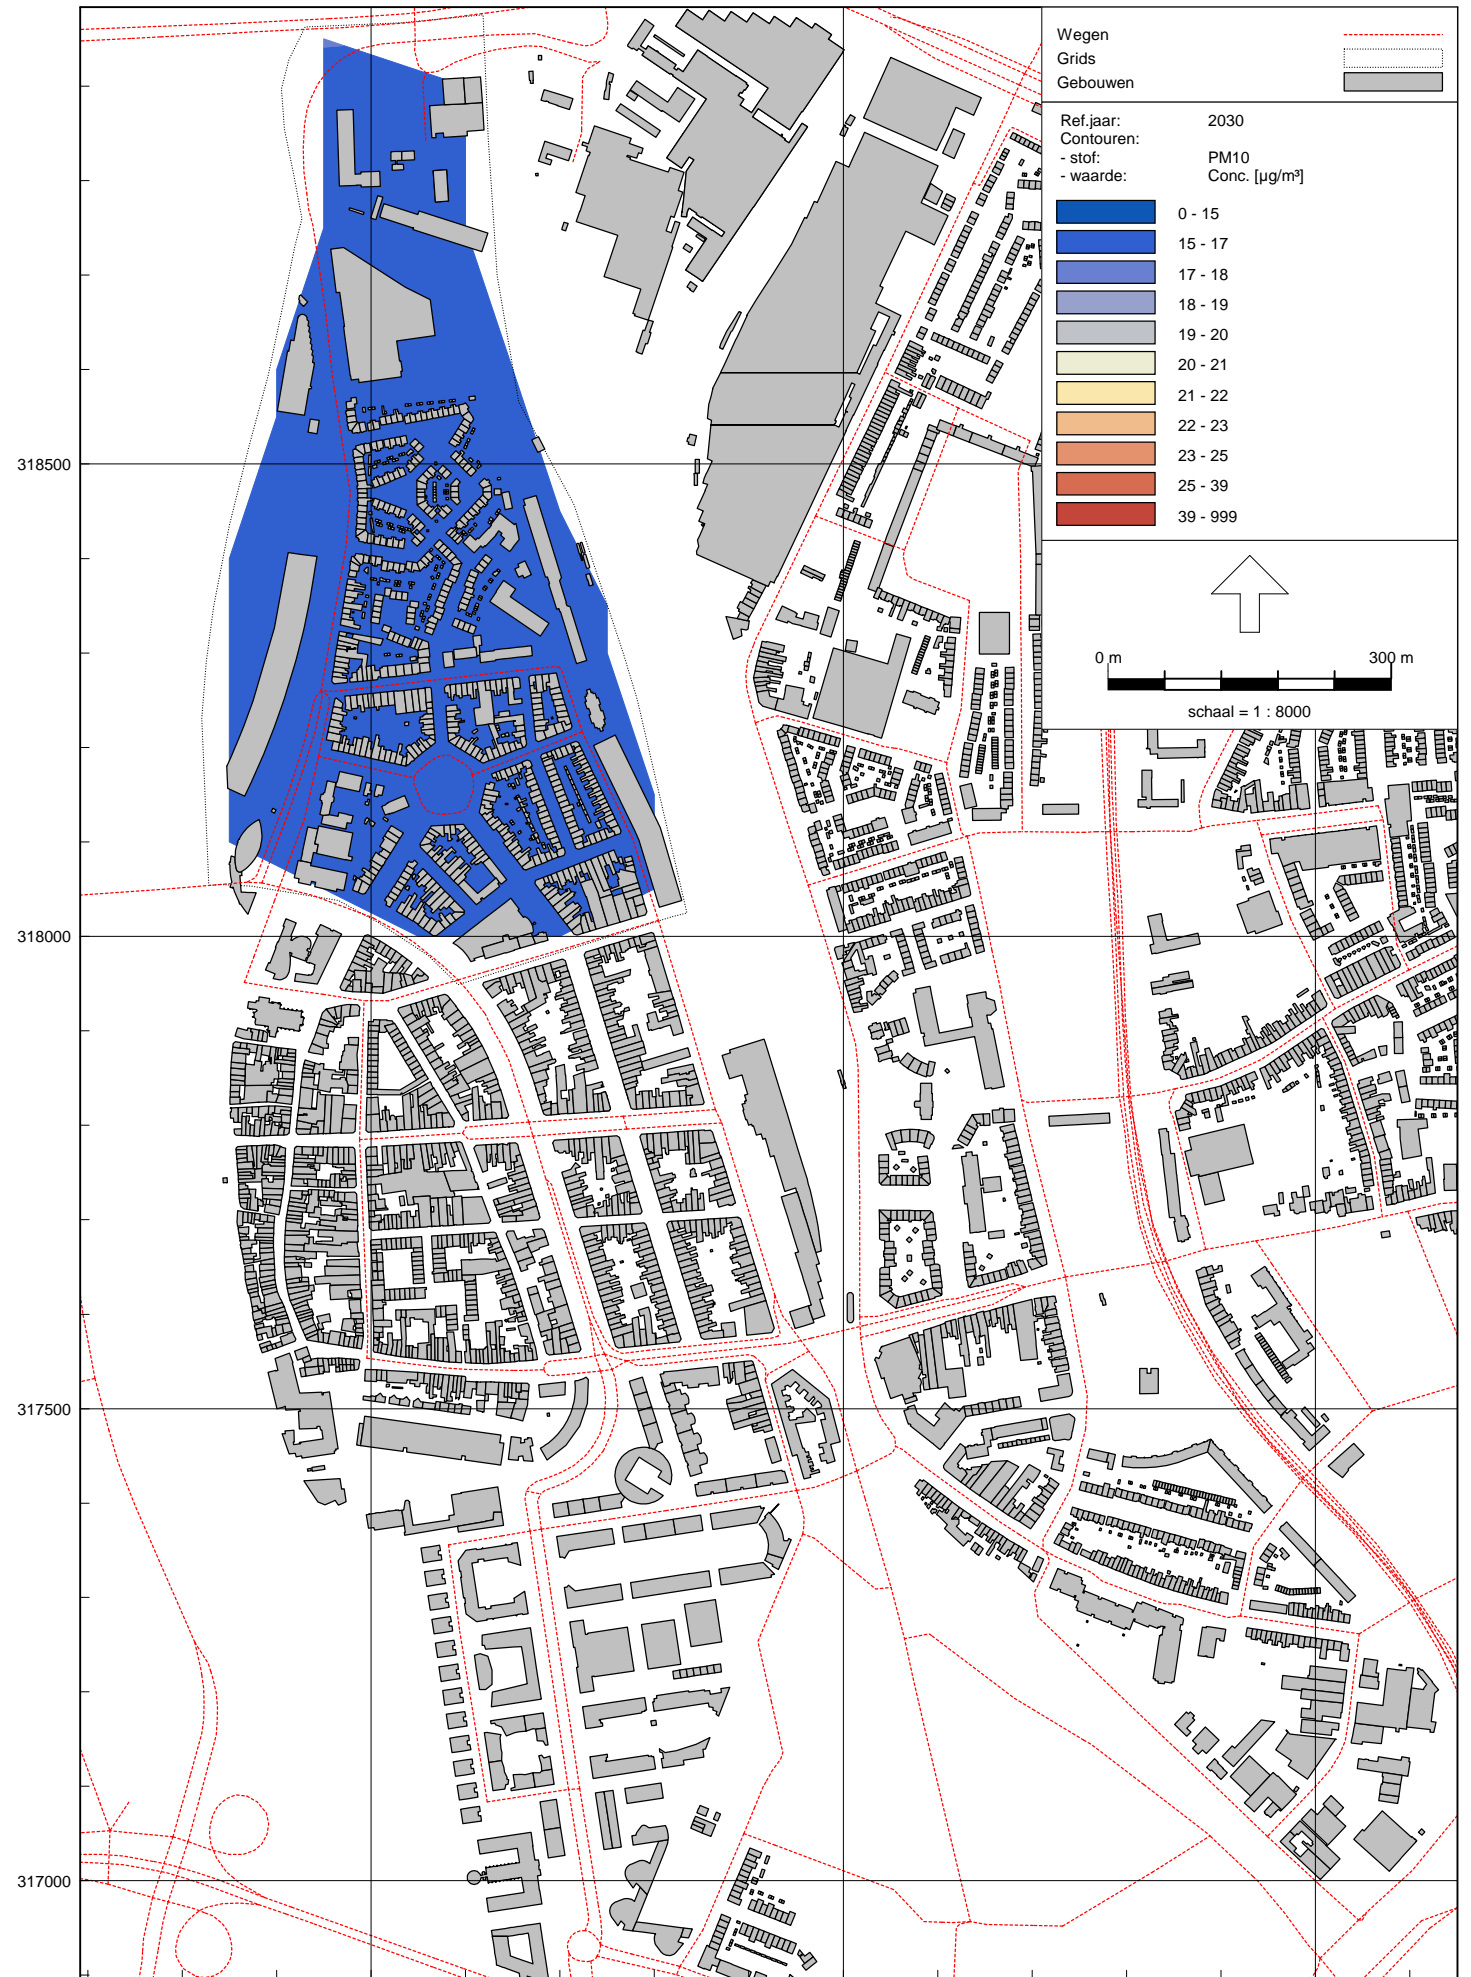 Wegen
Grids
Gebouwen
Ref.jaar: 2030
Contouren:
- stof: PM10
- waarde: Conc. [µg/m³]
0 - 15
15 - 17
17 - 18
18 - 19
19 - 20
20 - 21
21 - 22
22 - 23
23 - 25
25 - 39
39 - 999
318500
0 m 300 m
schaal = 1 : 8000
318000
317500
317000